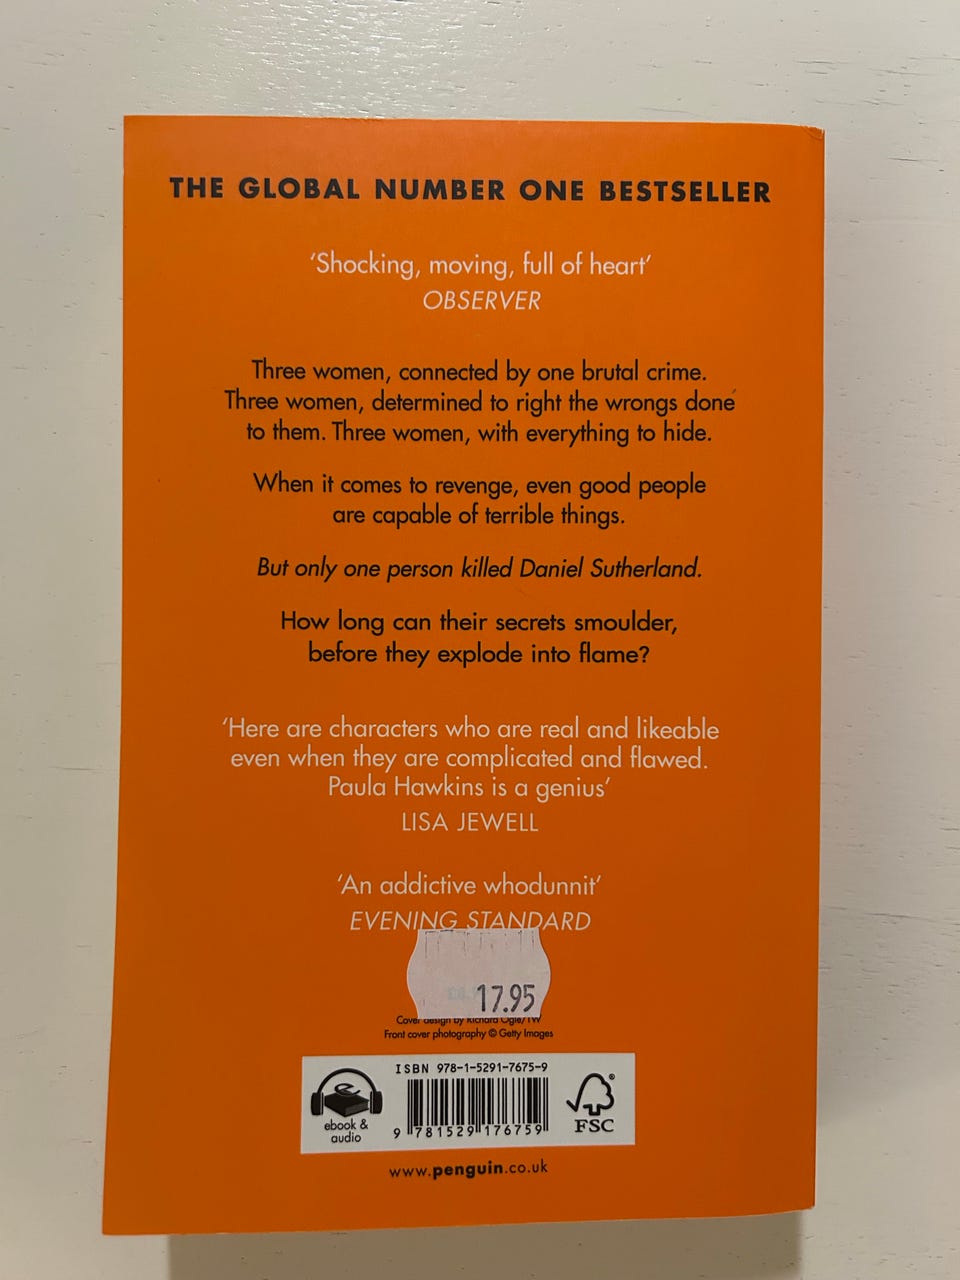 THE GLOBAL NUMBER ONE BESTSELLER
‘Shocking, moving, full of heart’
OBSERVER
Three women, connected by one brutal crime.
Three women, determined to right the wrongs done
to them. Three women, with everything to hide.
When it comes to revenge, even good people
are capable of terrible things.
But only one person killed Daniel Sutherland.
How long can their secrets smoulder,
before they explode into flame?
‘Here are characters who are real and likeable
even when they are complicated and flawed.
Paula Hawkins is a genius’
LISA JEWELL
‘An addictive whodunnit’
EVENING STANDARD
17.95
Cover design by Richard Ogle/TW
Front cover photography © Getty Images
ISBN 978-1-5291-7675-9
e
ebook &
audio
9 781529 176759
®
FSC
www.penguin.co.uk